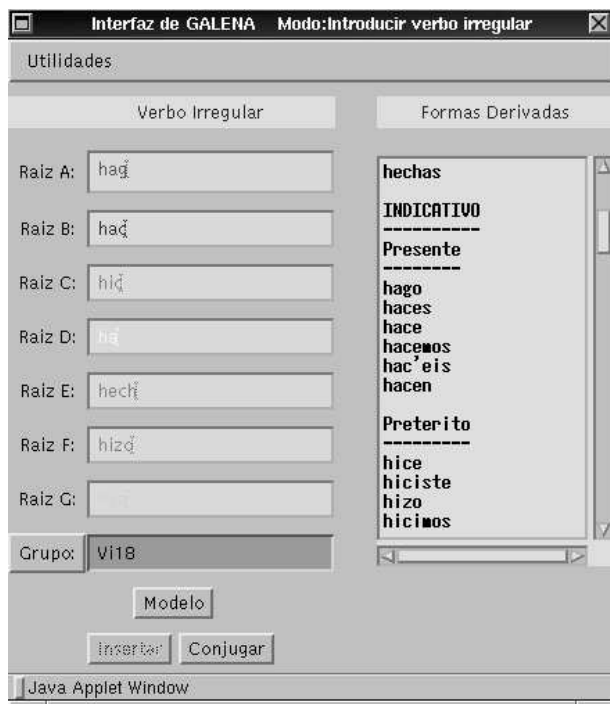 Interfaz de GALENA Modo:Introducir verbo irregular
Utilidades
Verbo Irregular
Formas Derivadas
Raiz A: hag
Raiz B: hac
Raiz C: hic
Raiz D: ha
Raiz E: hech
Raiz F: hizo
Raiz G:
Grupo: Vi18
Modelo
Insertar Conjugar
hechas
INDICATIVO
----------
Presente
--------
hago
haces
hace
hacemos
hac'eis
hacen
Preterito
---------
hice
hiciste
hizo
hicimos
Java Applet Window